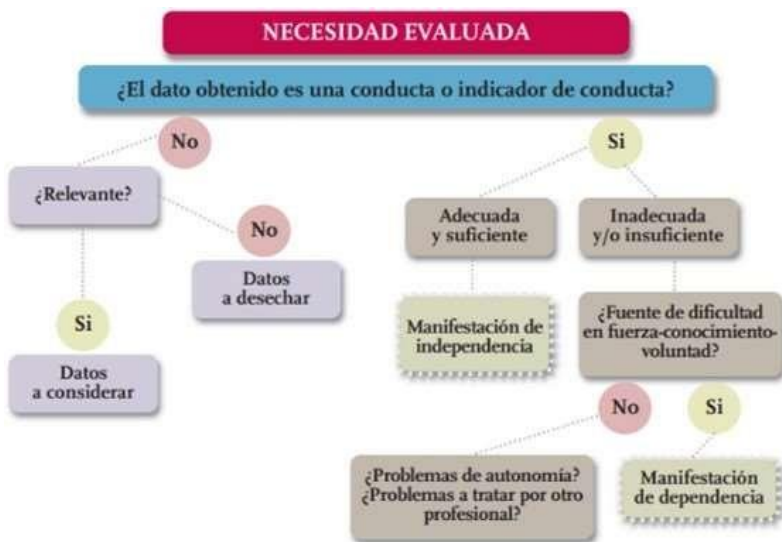 NECESIDAD EVALUADA
¿El dato obtenido es una conducta o indicador de conducta?
No
Si
¿Relevante?
Adecuada
y suficiente
Inadecuada
y/o insuficiente
No
Datos
a desechar
Si
Manifestación de
independencia
¿Fuente de dificultad
en fuerza-conocimiento-
voluntad?
Datos
a considerar
No
Si
¿Problemas de autonomía?
¿Problemas a tratar por otro
profesional?
Manifestación
de dependencia